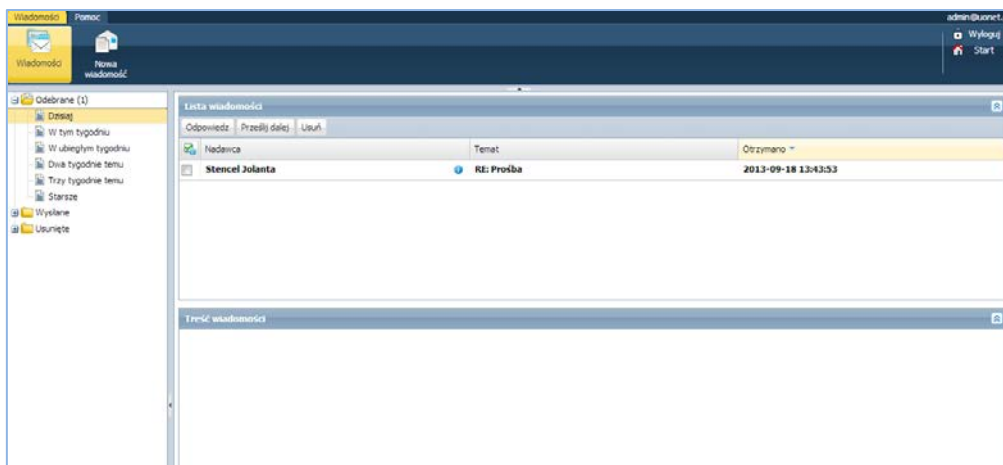 Wiadomości Pomoc admin@uonet.
Wiadomości
Nowa
wiadomość
Wyloguj
Start
Odebrane (1)
Dzisiaj
W tym tygodniu
W ubiegłym tygodniu
Dwa tygodnie temu
Trzy tygodnie temu
Starsze
Wysłane
Usunięte
Lista wiadomości
Odpowiedz Prześlij dalej Usuń
Nadawca Temat Otrzymano
Stencel Jolanta RE: Prośba 2013-09-18 13:43:53
Treść wiadomości